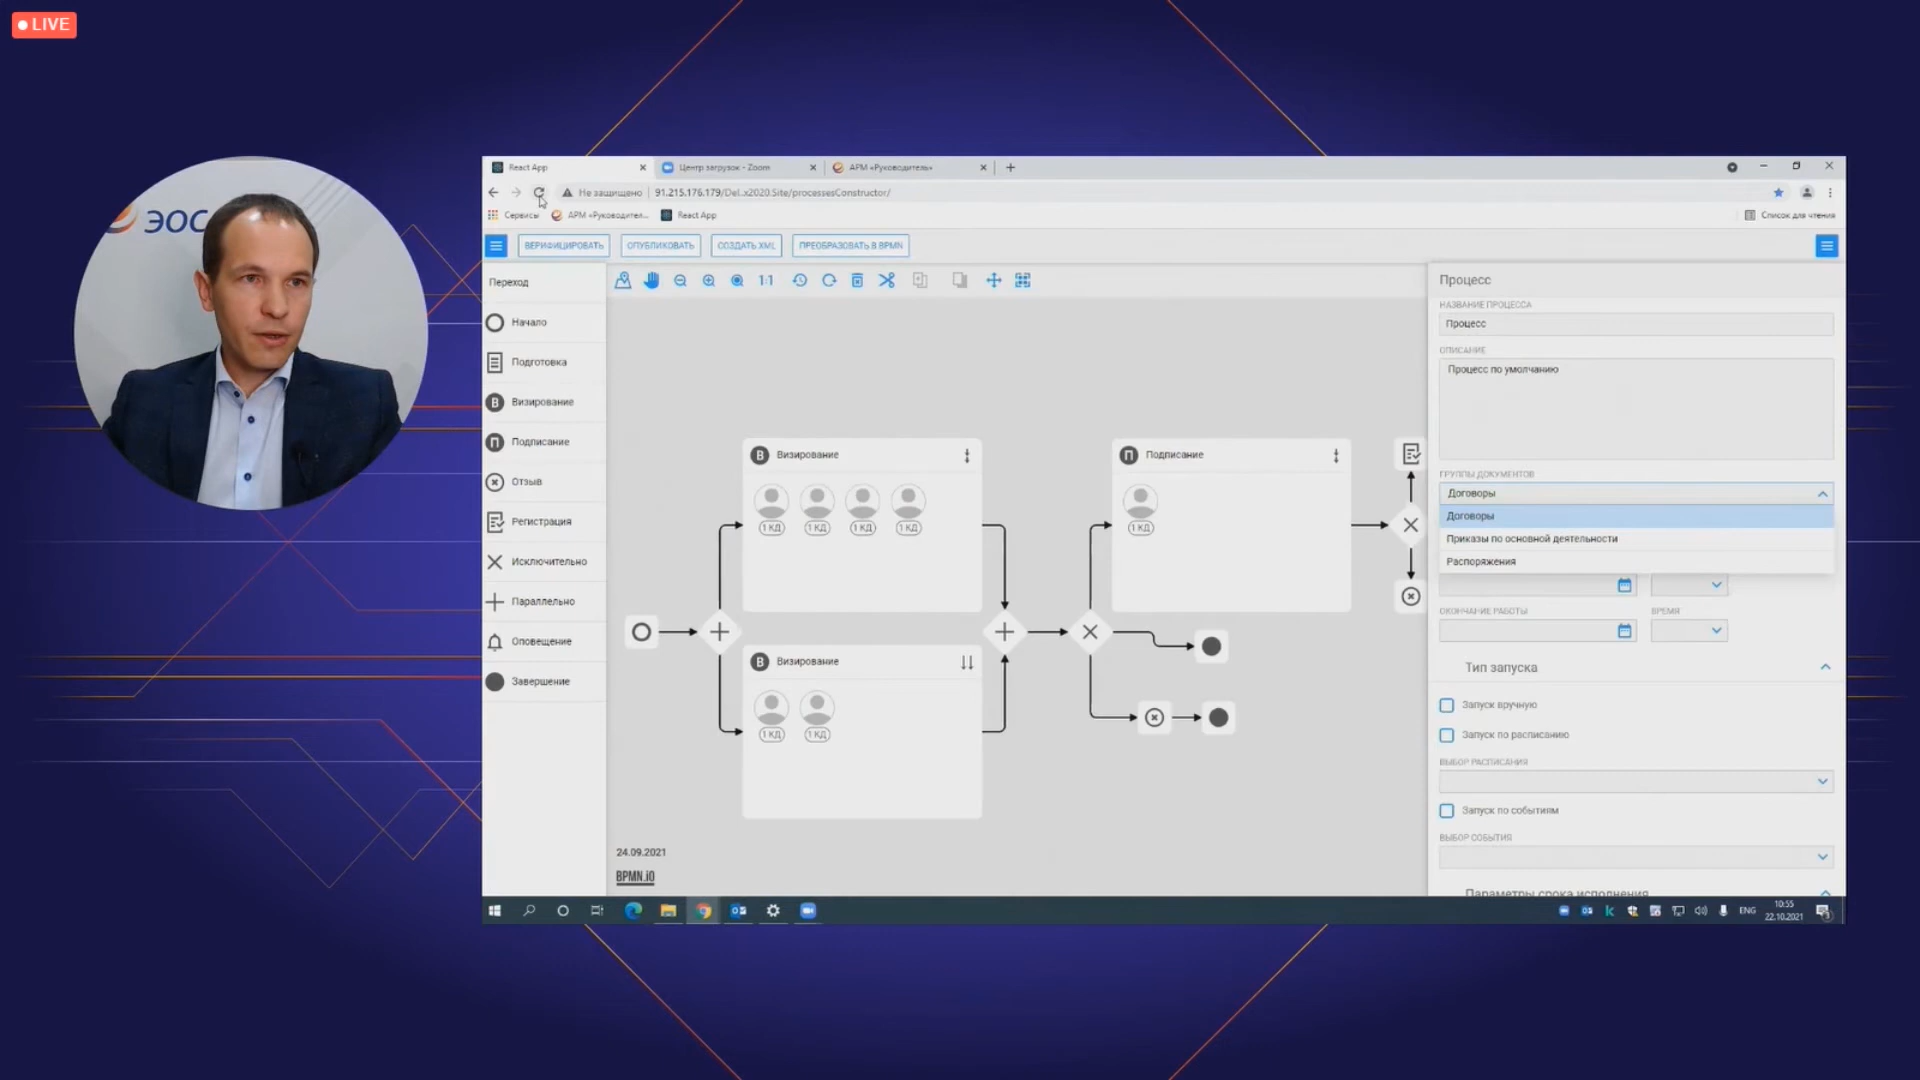 LIVE
ЭОС
React App
Центр загрузок - Zoom
АРМ «Руководитель»
Не защищено
91.215.176.179/Del.x2020.Site/processesConstructor/
Сервисы
АРМ «Руководител...
React App
Список для чтения
ВЕРИФИЦИРОВАТЬ
ОПУБЛИКОВАТЬ
СОЗДАТЬ XML
ПРЕОБРАЗОВАТЬ В BPMN
Переход
1:1
Начало
Подготовка
В Визирование
П Подписание
Отзыв
Регистрация
Исключительно
Параллельно
Оповещение
Завершение
В Визирование
1 КД
1 КД
1 КД
1 КД
П Подписание
1 КД
В Визирование
1 КД
1 КД
24.09.2021
BPMN.iO
Процесс
НАЗВАНИЕ ПРОЦЕССА
Процесс
ОПИСАНИЕ
Процесс по умолчанию
ГРУППЫ ДОКУМЕНТОВ
Договоры
Договоры
Приказы по основной деятельности
Распоряжения
ОКОНЧАНИЕ РАБОТЫ
ВРЕМЯ
Тип запуска
Запуск вручную
Запуск по расписанию
ВЫБОР РАСПИСАНИЯ
Запуск по событиям
ВЫБОР СОБЫТИЯ
Параметры срока исполнения
ENG
10:55
22.10.2021